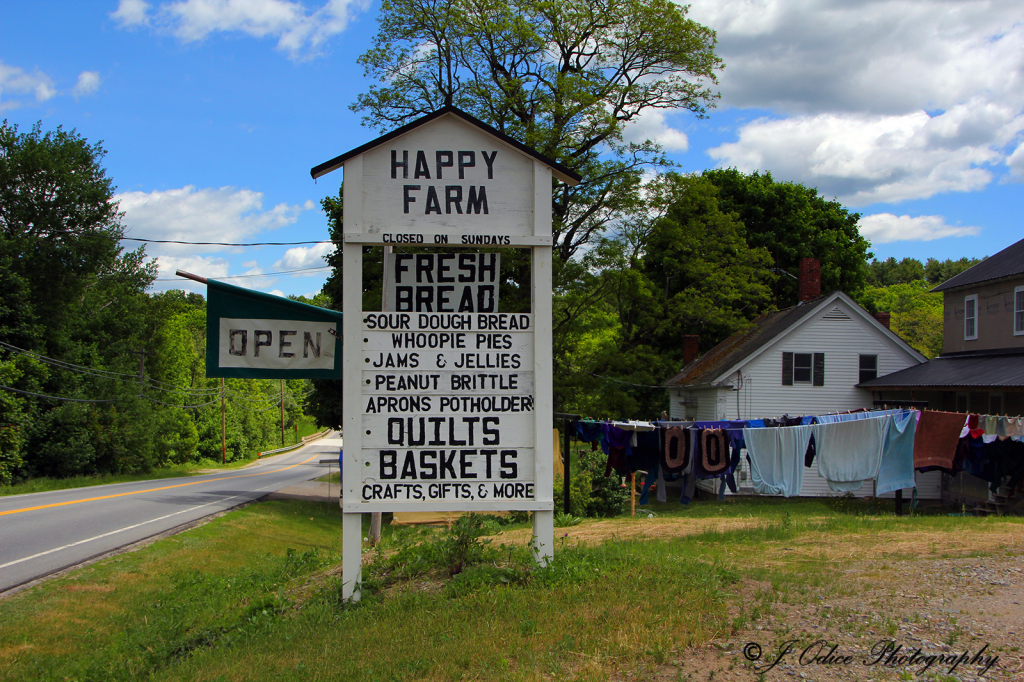 HAPPY
FARM
CLOSED ON SUNDAYS
FRESH
BREAD
OPEN
SOUR DOUGH BREAD
• WHOOPIE PIES
• JAMS & JELLIES
• PEANUT BRITTLE
APRONS POTHOLDER
• QUILTS
• BASKETS
CRAFTS, GIFTS, & MORE
© J. Odice Photography